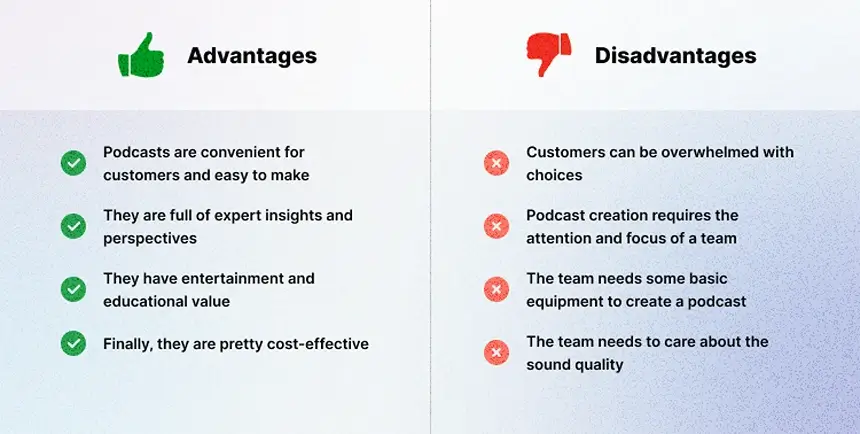 Advantages
Podcasts are convenient for
customers and easy to make
They are full of expert insights and
perspectives
They have entertainment and
educational value
Finally, they are pretty cost-effective
Disadvantages
Customers can be overwhelmed with
choices
Podcast creation requires the
attention and focus of a team
The team needs some basic
equipment to create a podcast
The team needs to care about the
sound quality